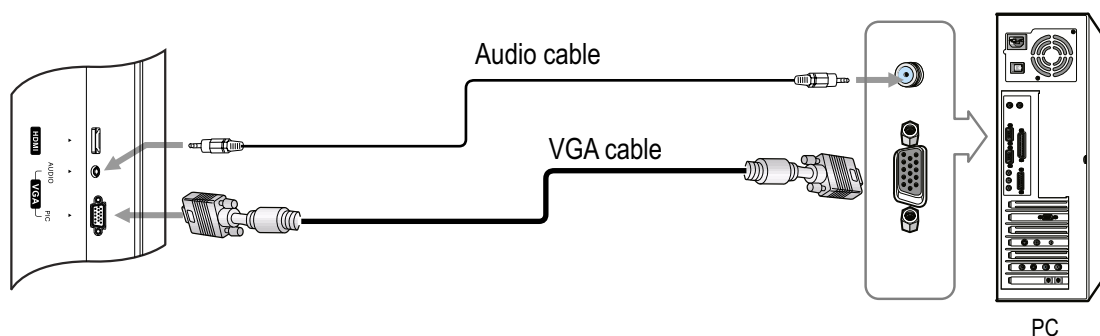 Audio cable
VGA cable
HDMI
AUDIO
VGA
PIC
PC